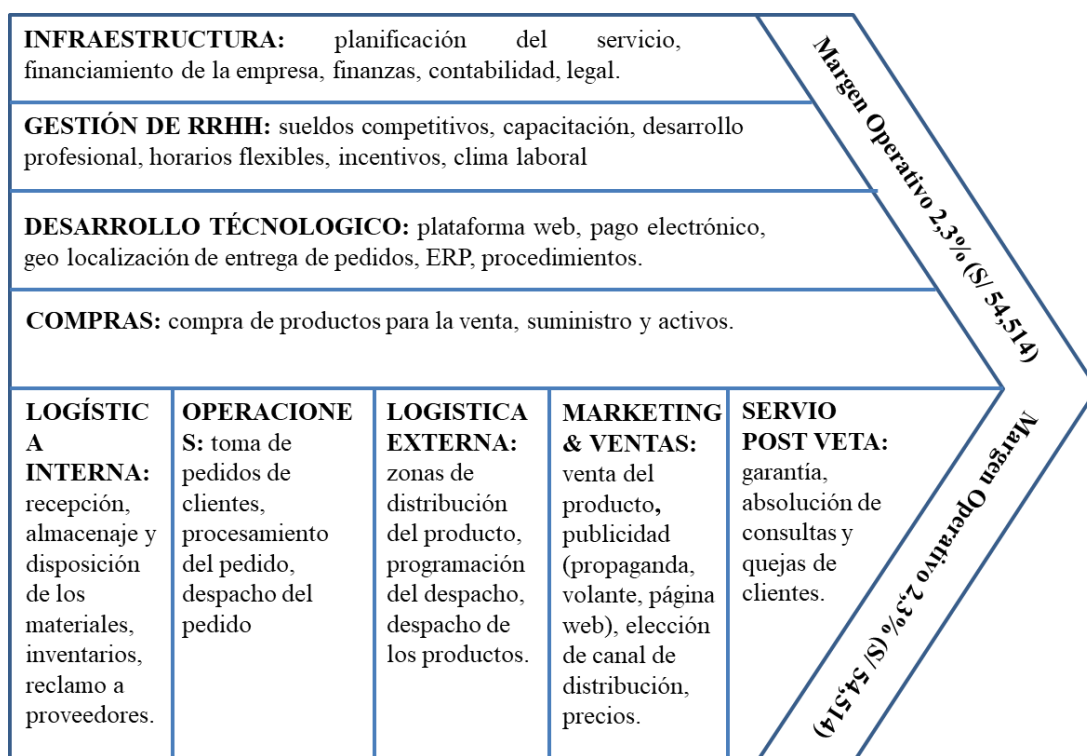 INFRAESTRUCTURA: planificación del servicio,
financiamiento de la empresa, finanzas, contabilidad, legal.
GESTIÓN DE RRHH: sueldos competitivos, capacitación, desarrollo
profesional, horarios flexibles, incentivos, clima laboral
DESARROLLO TÉCNOLOGICO: plataforma web, pago electrónico,
geo localización de entrega de pedidos, ERP, procedimientos.
COMPRAS: compra de productos para la venta, suministro y activos.
LOGÍSTIC
A
INTERNA:
recepción,
almacenaje y
disposición
de los
materiales,
inventarios,
reclamo a
proveedores.
OPERACIONE
S: toma de
pedidos de
clientes,
procesamiento
del pedido,
despacho del
pedido
LOGISTICA
EXTERNA:
zonas de
distribución
del producto,
programación
del despacho,
despacho de
los productos.
MARKETING
& VENTAS:
venta del
producto,
publicidad
(propaganda,
volante, página
web), elección
de canal de
distribución,
precios.
SERVIO
POST VETA:
garantía,
absolución de
consultas y
quejas de
clientes.
Margen Operativo 2,3% (S/ 54,514)
Margen Operativo 2,3% (S/ 54,514)